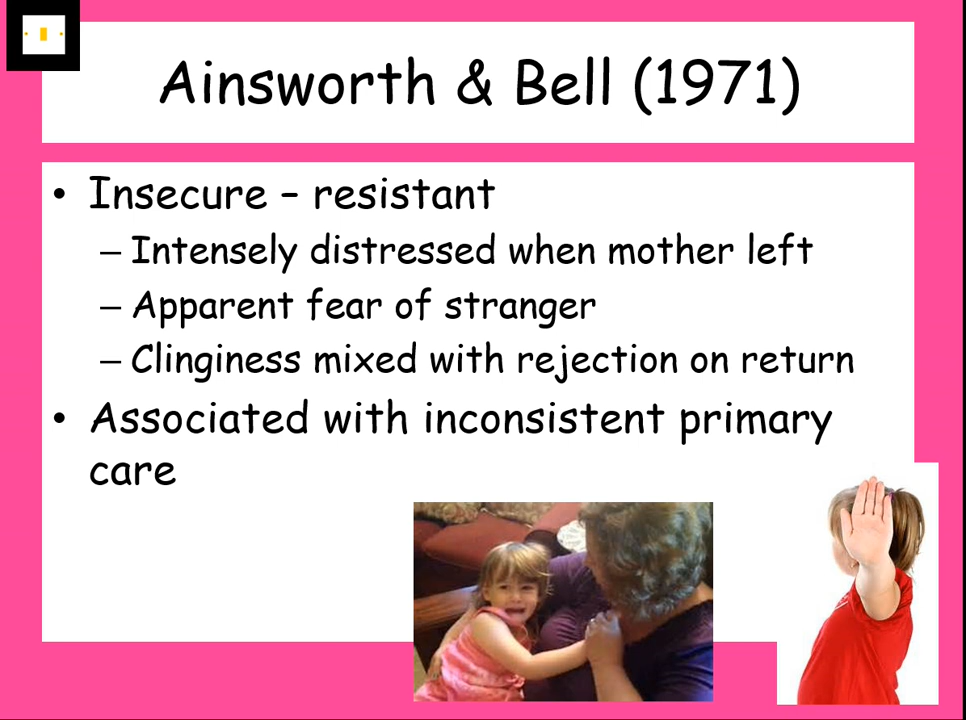 Ainsworth & Bell (1971)
• Insecure – resistant
– Intensely distressed when mother left
– Apparent fear of stranger
– Clinginess mixed with rejection on return
• Associated with inconsistent primary
care